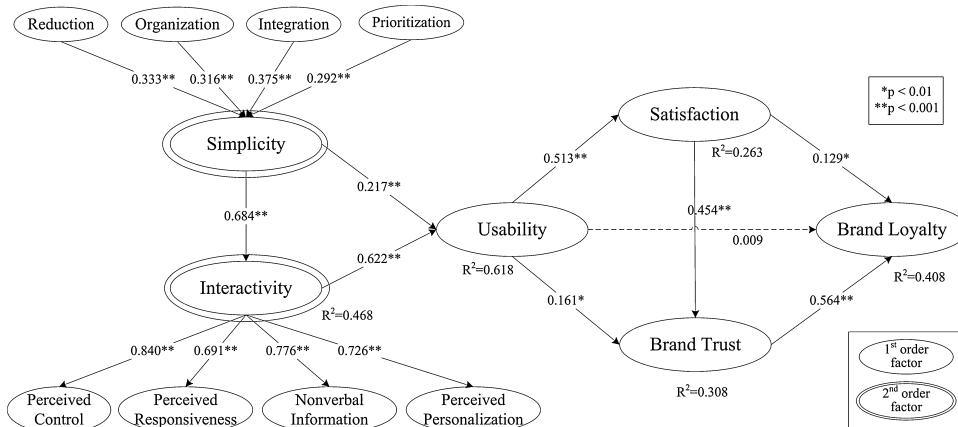 Reduction
Organization
Integration
Prioritization
0.333**
0.316**
0.375**
0.292**
*p < 0.01
**p < 0.001
Simplicity
Satisfaction
R²=0.263
0.513**
0.129*
0.217**
0.684**
0.454**
Usability
Brand Loyalty
0.009
0.622**
R²=0.618
R²=0.408
Interactivity
R²=0.468
0.161*
0.564**
Brand Trust
R²=0.308
0.840**
0.691**
0.776**
0.726**
Perceived
Control
Perceived
Responsiveness
Nonverbal
Information
Perceived
Personalization
1st order
factor
2nd order
factor